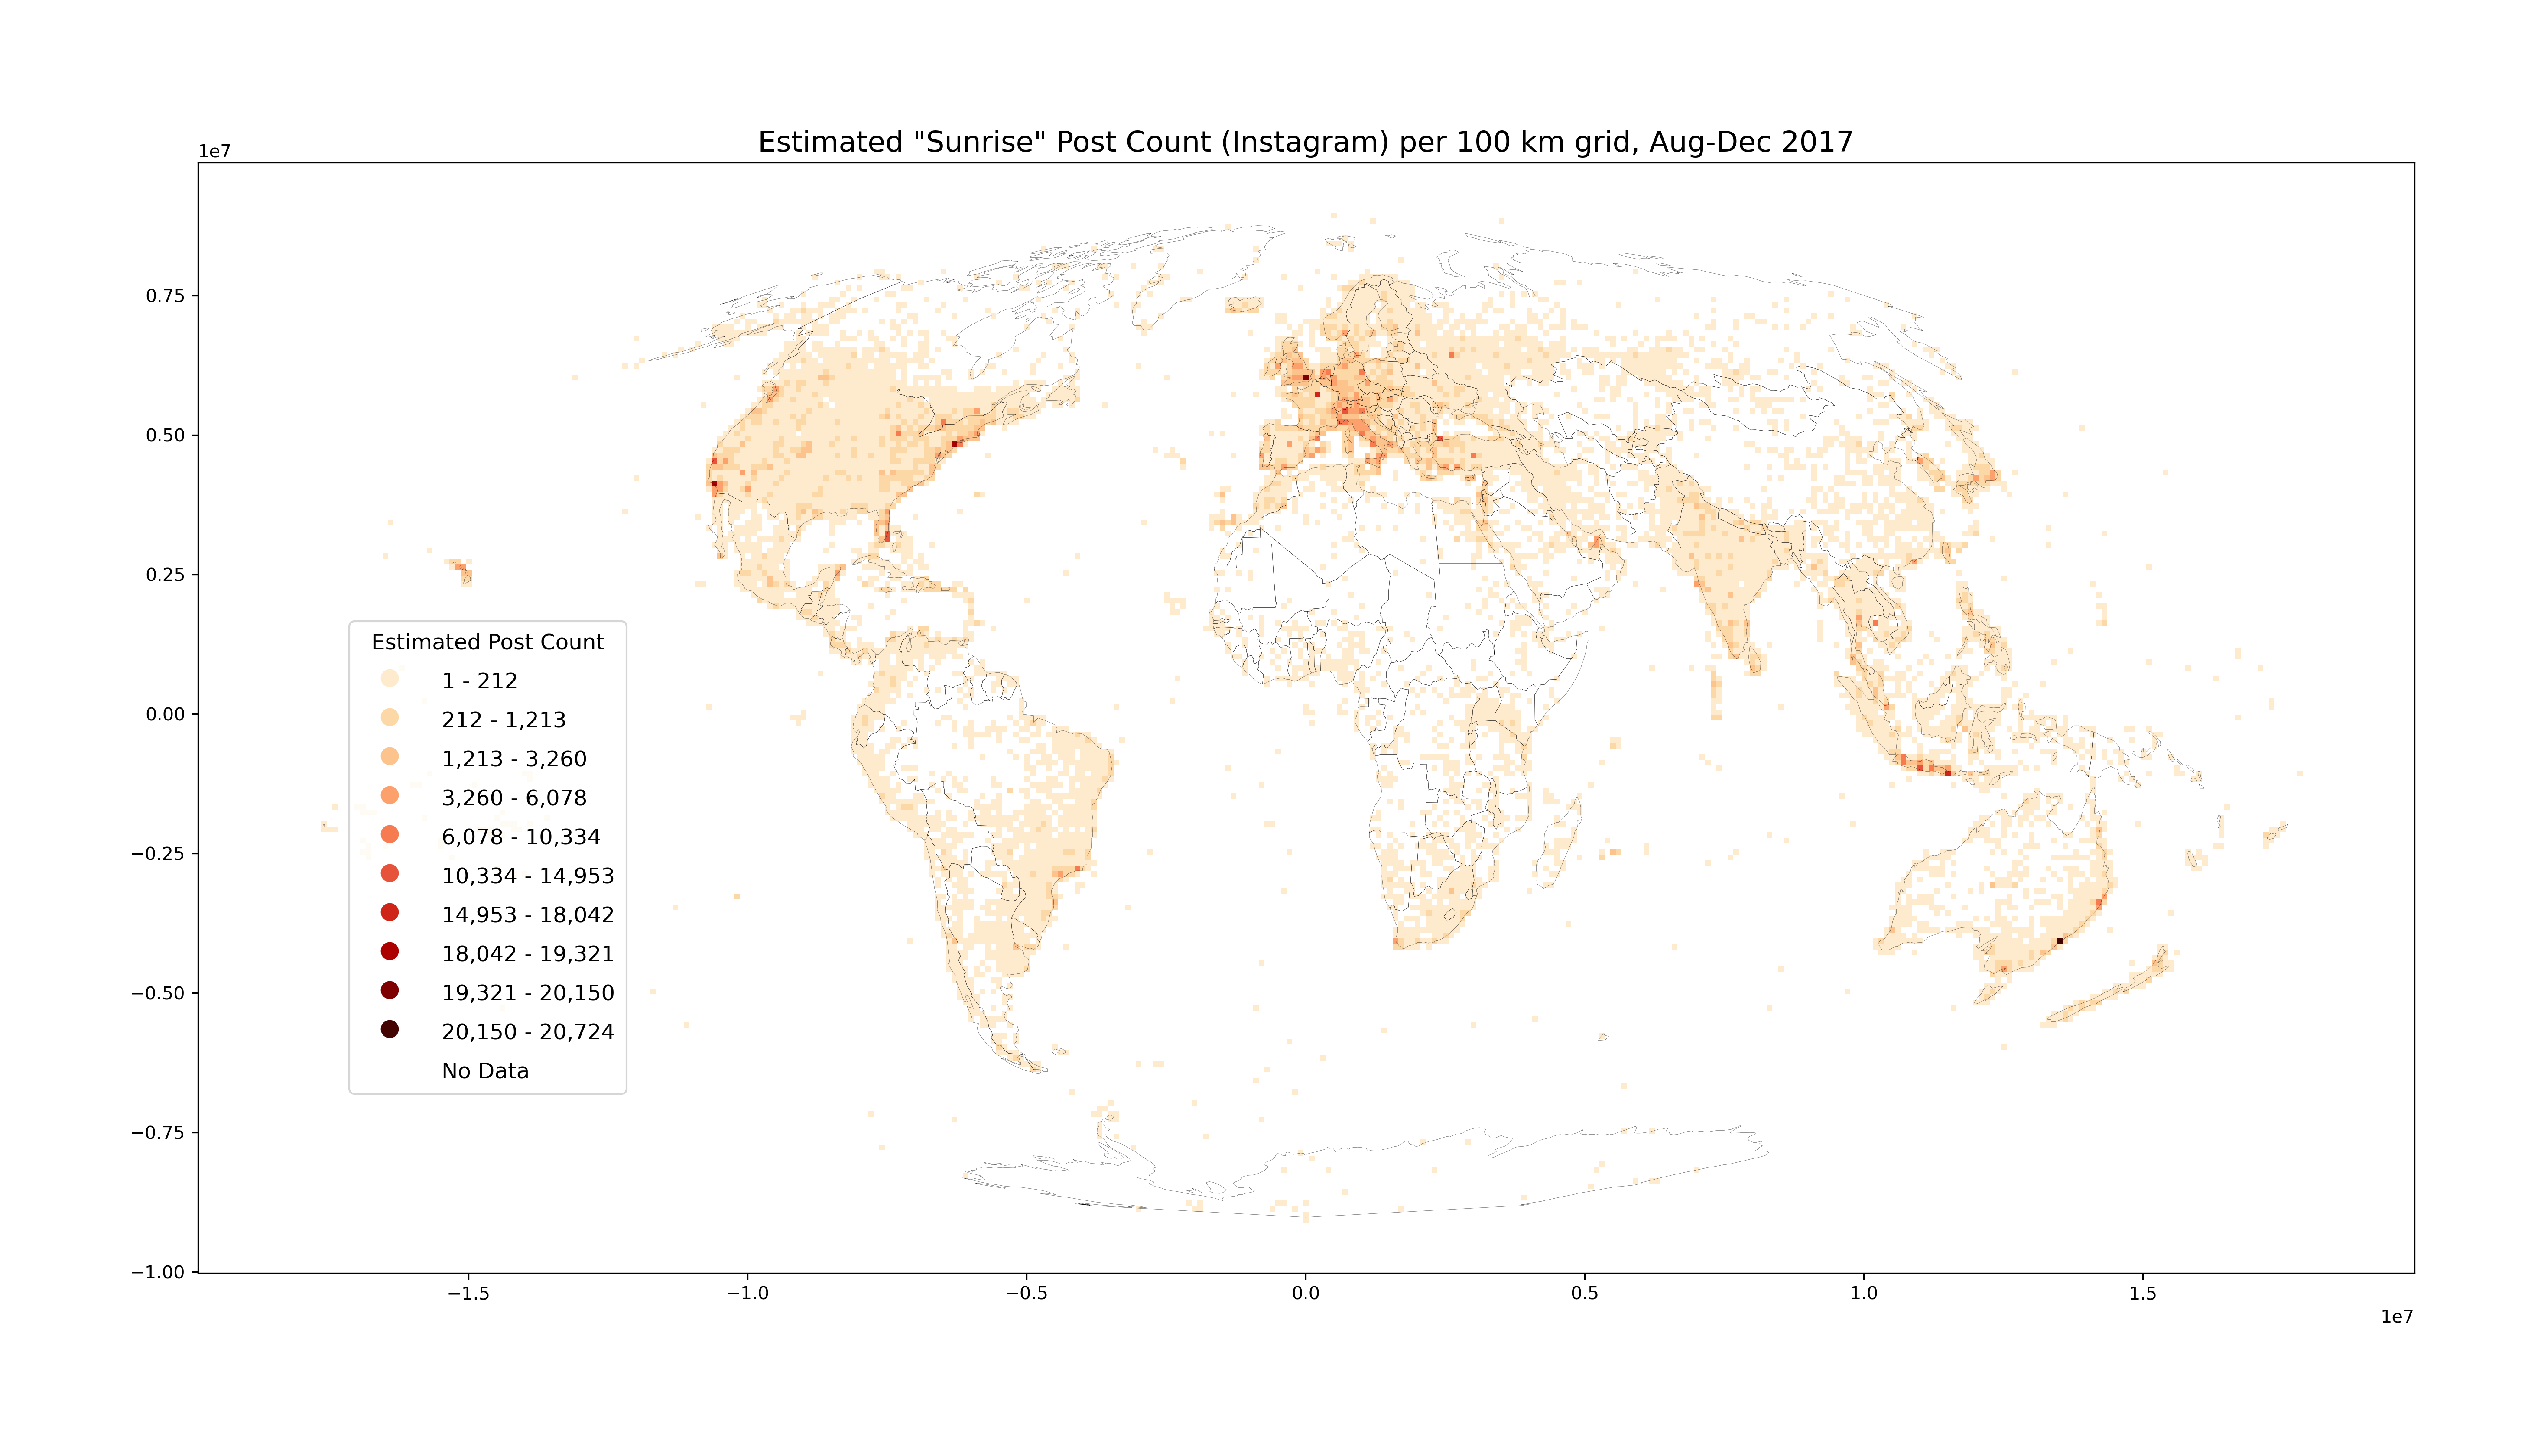 Estimated "Sunrise" Post Count (Instagram) per 100 km grid, Aug-Dec 2017
1e7
0.75
0.50
0.25
0.00
−0.25
−0.50
−0.75
−1.00
Estimated Post Count
1 - 212
212 - 1,213
1,213 - 3,260
3,260 - 6,078
6,078 - 10,334
10,334 - 14,953
14,953 - 18,042
18,042 - 19,321
19,321 - 20,150
20,150 - 20,724
No Data
−1.5 −1.0 −0.5 0.0 0.5 1.0 1.5
1e7